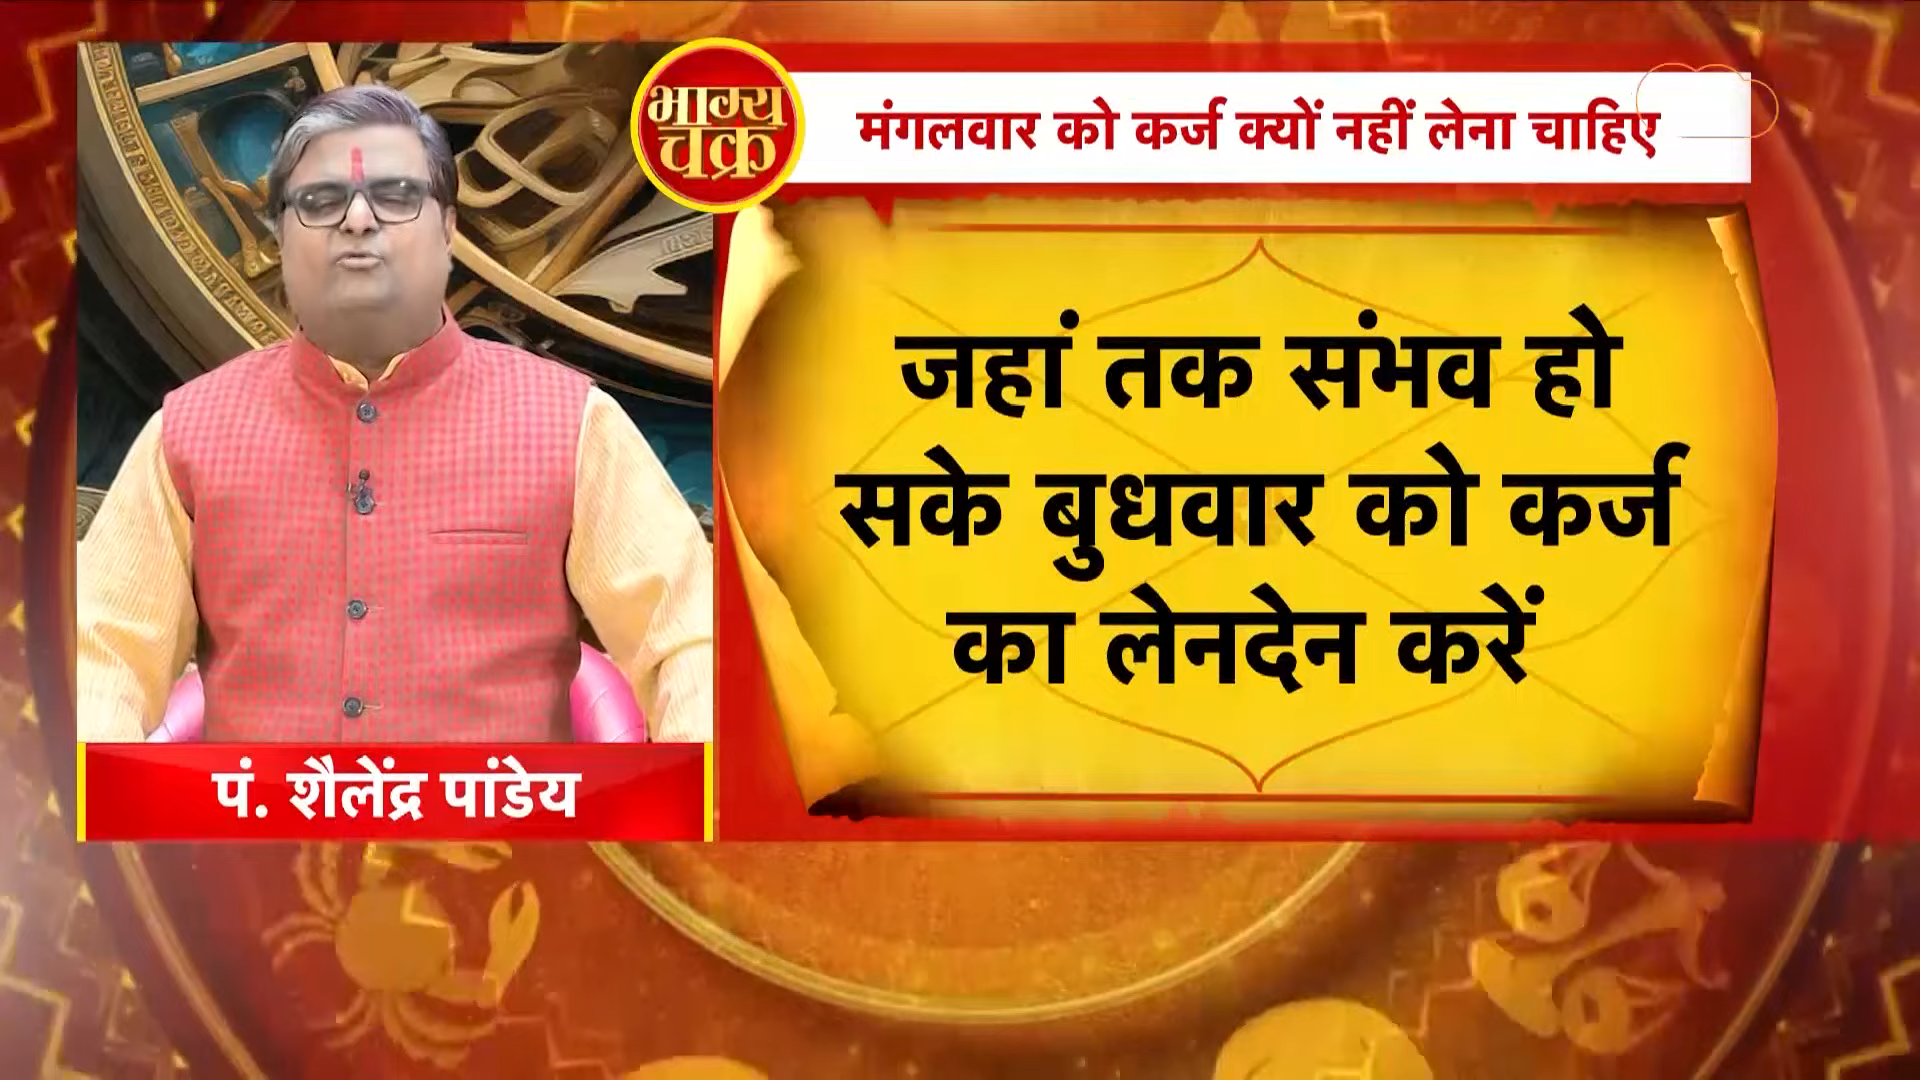 भाग्य
चक्र
मंगलवार को कर्ज क्यों नहीं लेना चाहिए
जहां तक संभव हो
सके बुधवार को कर्ज
का लेनदेन करें
पं. शैलेंद्र पांडेय